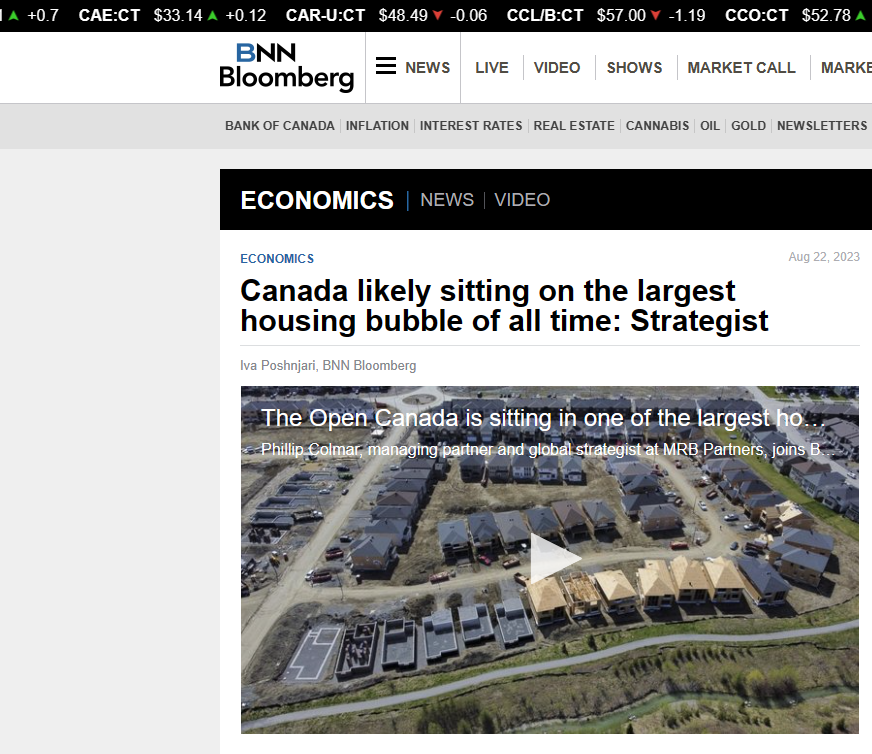 +0.7 CAE:CT $33.14 +0.12 CAR-U:CT $48.49 -0.06 CCL/B:CT $57.00 -1.19 CCO:CT $52.78
BNN
Bloomberg
NEWS LIVE VIDEO SHOWS MARKET CALL MARKE
BANK OF CANADA INFLATION INTEREST RATES REAL ESTATE CANNABIS OIL GOLD NEWSLETTERS
ECONOMICS NEWS VIDEO
ECONOMICS
Aug 22, 2023
Canada likely sitting on the largest
housing bubble of all time: Strategist
Iva Poshnjari, BNN Bloomberg
The Open Canada is sitting in one of the largest ho...
Phillip Colmar, managing partner and global strategist at MRB Partners, joins B...